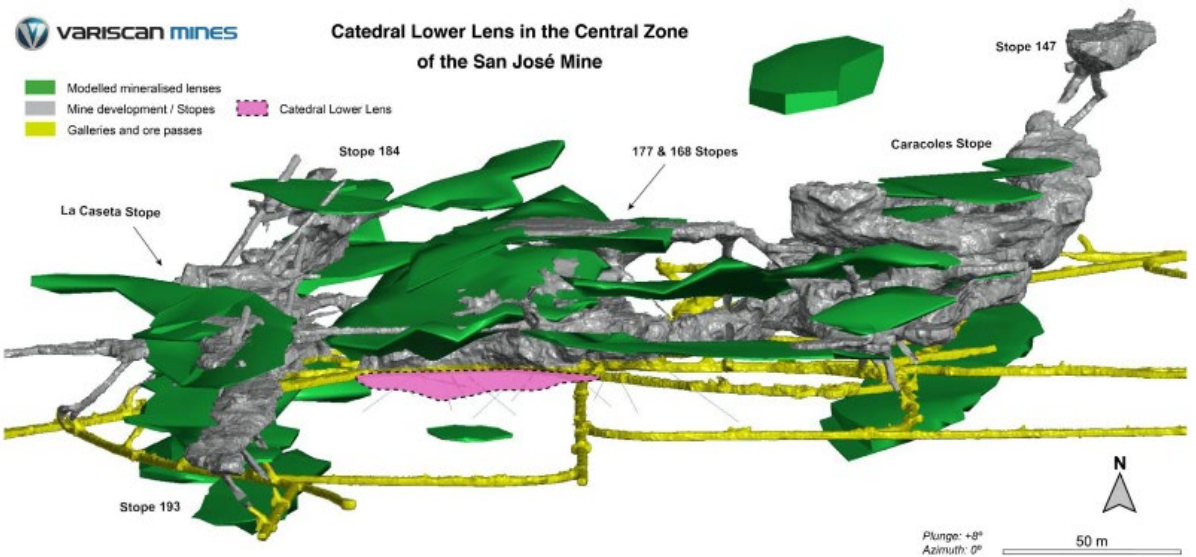 VARISCAN MINES
Catedral Lower Lens in the Central Zone
of the San José Mine
Modelled mineralised lenses
Mine development / Stopes
Catedral Lower Lens
Galleries and ore passes
Stope 147
Stope 184
177 & 168 Stopes
Caracoles Stope
La Caseta Stope
Stope 193
N
Plunge: +8º
Azimuth: 0º
50 m